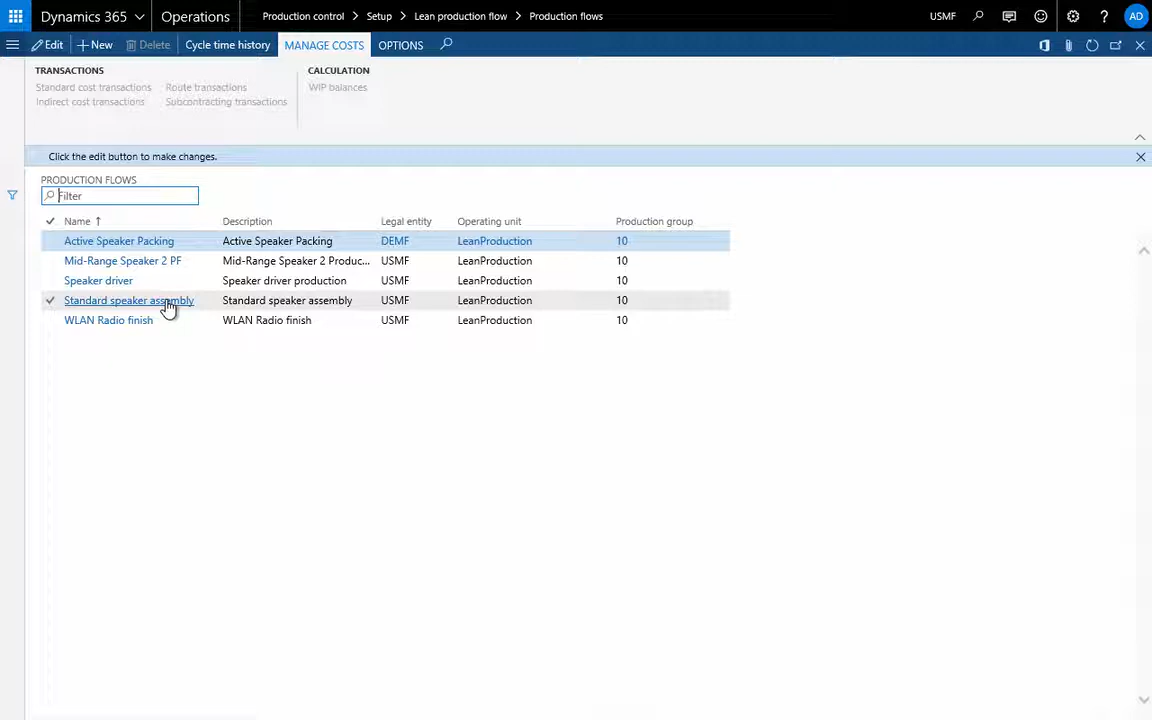 Dynamics 365 Operations Production control Setup Lean production flow Production flows USMF ? AD
Edit New Delete Cycle time history MANAGE COSTS OPTIONS
TRANSACTIONS CALCULATION
Standard cost transactions Route transactions WIP balances
Indirect cost transactions Subcontracting transactions
Click the edit button to make changes.
PRODUCTION FLOWS
Filter
Name Description Legal entity Operating unit Production group
Active Speaker Packing Active Speaker Packing DEMF LeanProduction 10
Mid-Range Speaker 2 PF Mid-Range Speaker 2 Produc... USMF LeanProduction 10
Speaker driver Speaker driver production USMF LeanProduction 10
Standard speaker assembly Standard speaker assembly USMF LeanProduction 10
WLAN Radio finish WLAN Radio finish USMF LeanProduction 10